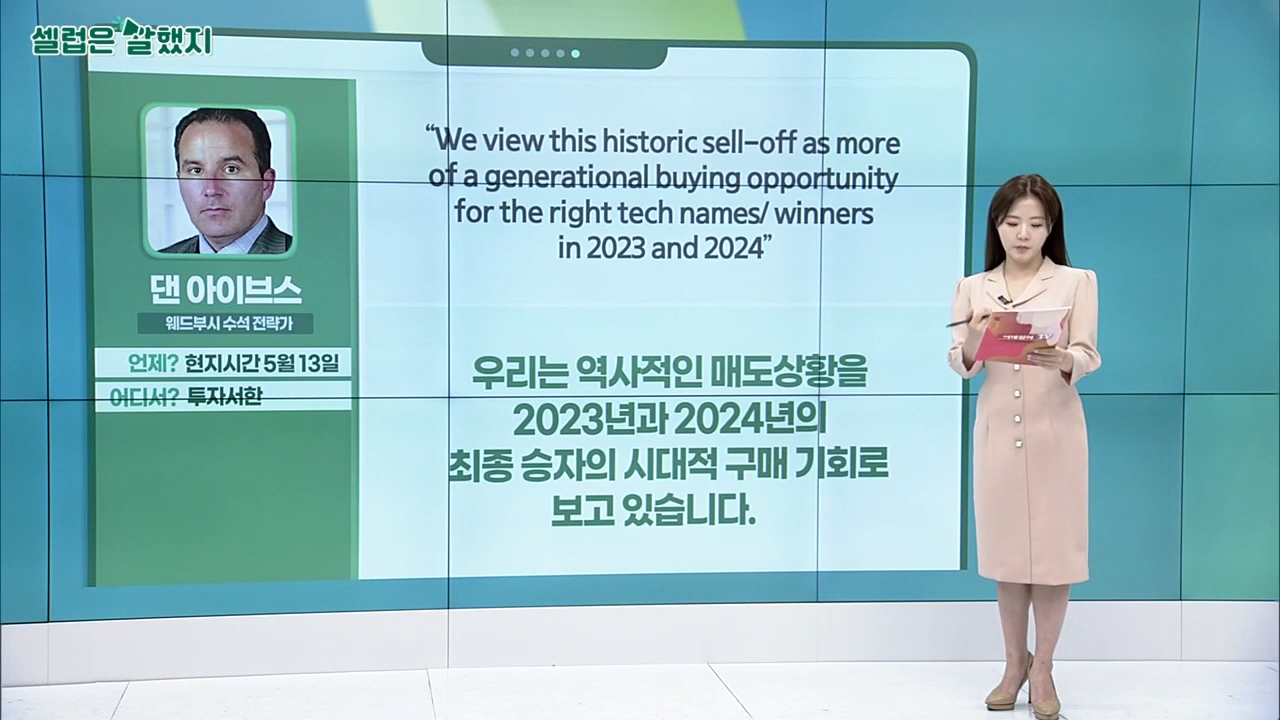 셀럽은 쌀했지
"We view this historic sell-off as more
of a generational buying opportunity
for the right tech names/ winners
in 2023 and 2024"
댄 아이브스
웨드부시 수석 전략가
언제? 현지시간 5월 13일
어디서? 투자서한
우리는 역사적인 매도상황을
2023년과 2024년의
최종 승자의 시대적 구매 기회로
보고 있습니다.